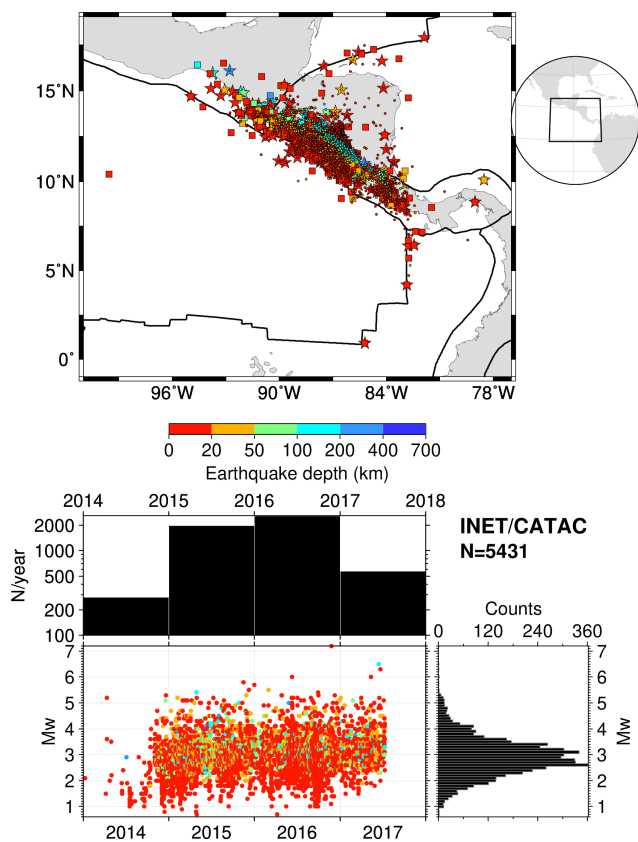 15°N
10°N
5°N
0°
96°W 90°W 84°W 78°W
0 20 50 100 200 400 700
Earthquake depth (km)
2014 2015 2016 2017 2018
2000
1000
500
200
100
N/year
INET/CATAC
N=5431
Counts
0 120 240 360
7
6
5
4
3
2
1
Mw
2014 2015 2016 2017
7
6
5
4
3
2
1
Mw